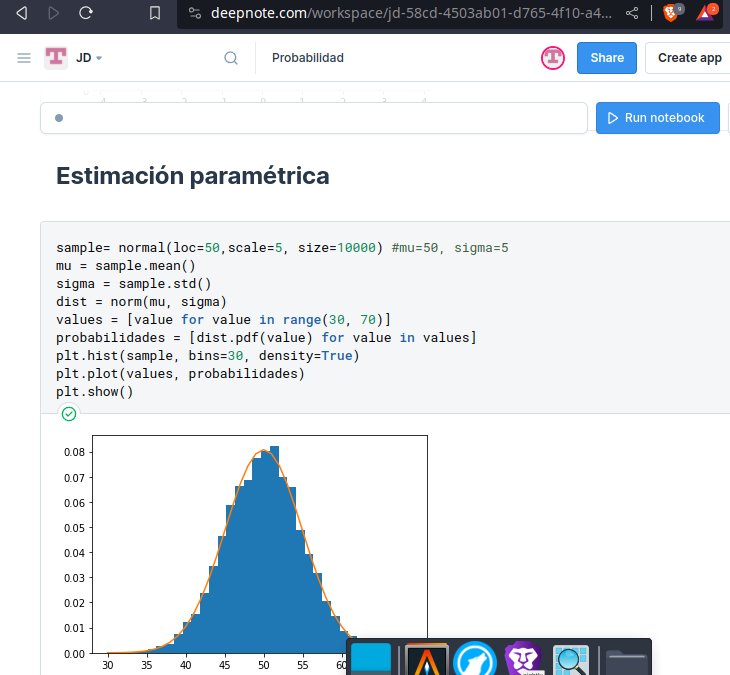 deepnote.com/workspace/jd-58cd-4503ab01-d765-4f10-a4...
9
2
JD
Probabilidad
Share
Create app
Run notebook
Estimación paramétrica
sample= normal(loc=50,scale=5, size=10000) #mu=50, sigma=5
mu = sample.mean()
sigma = sample.std()
dist = norm(mu, sigma)
values = [value for value in range(30, 70)]
probabilidades = [dist.pdf(value) for value in values]
plt.hist(sample, bins=30, density=True)
plt.plot(values, probabilidades)
plt.show()
0.08
0.07
0.06
0.05
0.04
0.03
0.02
0.01
0.00
30 35 40 45 50 55